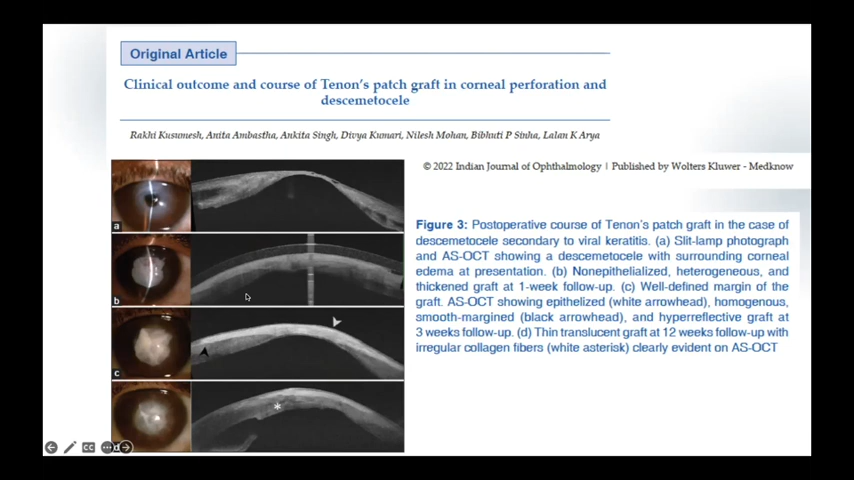 Original Article
Clinical outcome and course of Tenon's patch graft in corneal perforation and
descemetocele
Rakhi Kusumesh, Anita Ambastha, Ankita Singh, Divya Kumari, Nilesh Mohan, Bibhuti P Sinha, Lalan K Arya
© 2022 Indian Journal of Ophthalmology | Published by Wolters Kluwer - Medknow
Figure 3: Postoperative course of Tenon's patch graft in the case of
descemetocele secondary to viral keratitis. (a) Slit-lamp photograph
and AS-OCT showing a descemetocele with surrounding corneal
edema at presentation. (b) Nonepithelialized, heterogeneous, and
thickened graft at 1-week follow-up. (c) Well-defined margin of the
graft. AS-OCT showing epithelized (white arrowhead), homogenous,
smooth-margined (black arrowhead), and hyperreflective graft at
3 weeks follow-up. (d) Thin translucent graft at 12 weeks follow-up with
irregular collagen fibers (white asterisk) clearly evident on AS-OCT
a
b
c
*
d
CC